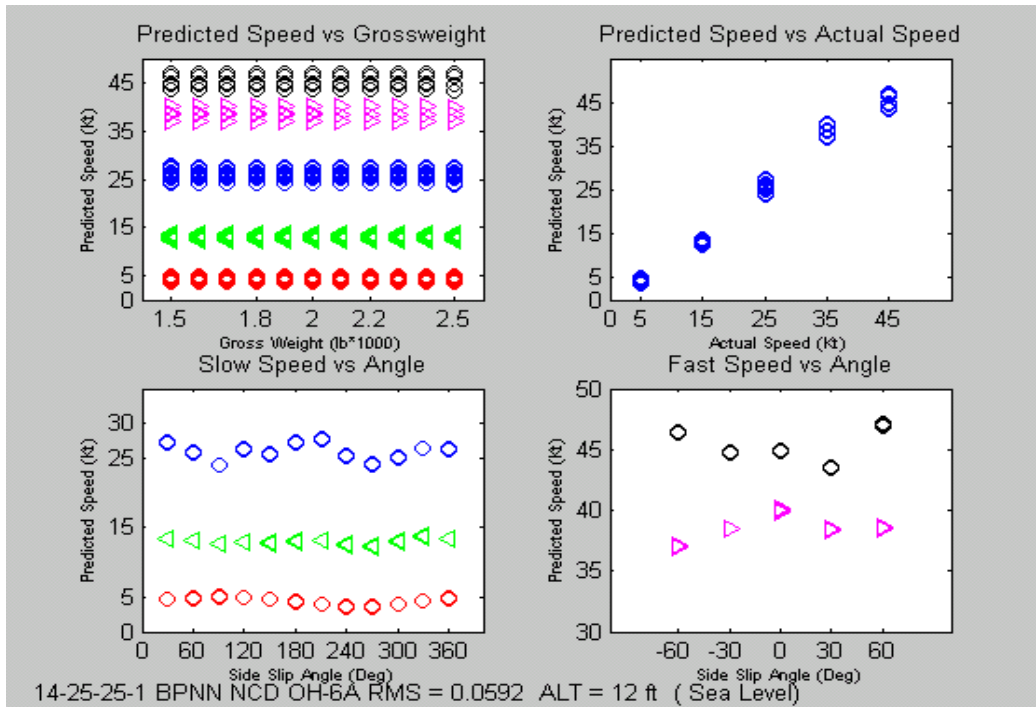 Predicted Speed vs Grossweight
Predicted Speed (Kt)
45
35
25
15
5
0
1.5 1.8 2 2.2 2.5
Gross Weight (lb*1000)
Predicted Speed vs Actual Speed
Predicted Speed (Kt)
45
35
25
15
5
0
0 5 15 25 35 45
Actual Speed (Kt)
Slow Speed vs Angle
Predicted Speed (Kt)
30
25
15
5
0
0 60 120 180 240 300 360
Side Slip Angle (Deg)
Fast Speed vs Angle
Predicted Speed (Kt)
50
45
40
35
30
-60 -30 0 30 60
Side Slip Angle (Deg)
14-25-25-1 BPNN NCD OH-6A RMS = 0.0592 ALT = 12 ft ( Sea Level)